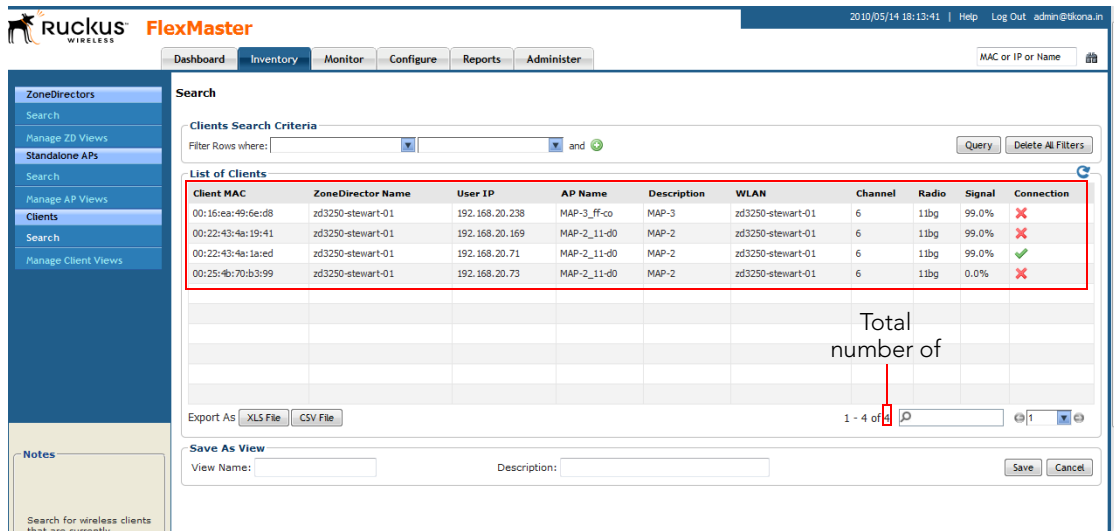 Ruckus WIRELESS FlexMaster
2010/05/14 18:13:41 | Help Log Out admin@tikona.in
Dashboard Inventory Monitor Configure Reports Administer
MAC or IP or Name
ZoneDirectors
Search
Manage ZD Views
Standalone APs
Search
Manage AP Views
Clients
Search
Manage Client Views
Search
Clients Search Criteria
Filter Rows where: and
Query Delete All Filters
List of Clients
Client MAC ZoneDirector Name User IP AP Name Description WLAN Channel Radio Signal Connection
00:16:ea:49:6e:d8 zd3250-stewart-01 192.168.20.238 MAP-3_ff-co MAP-3 zd3250-stewart-01 6 11bg 99.0%
00:22:43:4a:19:41 zd3250-stewart-01 192.168.20.169 MAP-2_11-d0 MAP-2 zd3250-stewart-01 6 11bg 99.0%
00:22:43:4a:1a:ed zd3250-stewart-01 192.168.20.71 MAP-2_11-d0 MAP-2 zd3250-stewart-01 6 11bg 99.0%
00:25:4b:70:b3:99 zd3250-stewart-01 192.168.20.73 MAP-2_11-d0 MAP-2 zd3250-stewart-01 6 11bg 0.0%
Total
number of
Export As XLS File CSV File
1 - 4 of 4
1
Save As View
View Name: Description:
Save Cancel
Notes
Search for wireless clients
that are currently